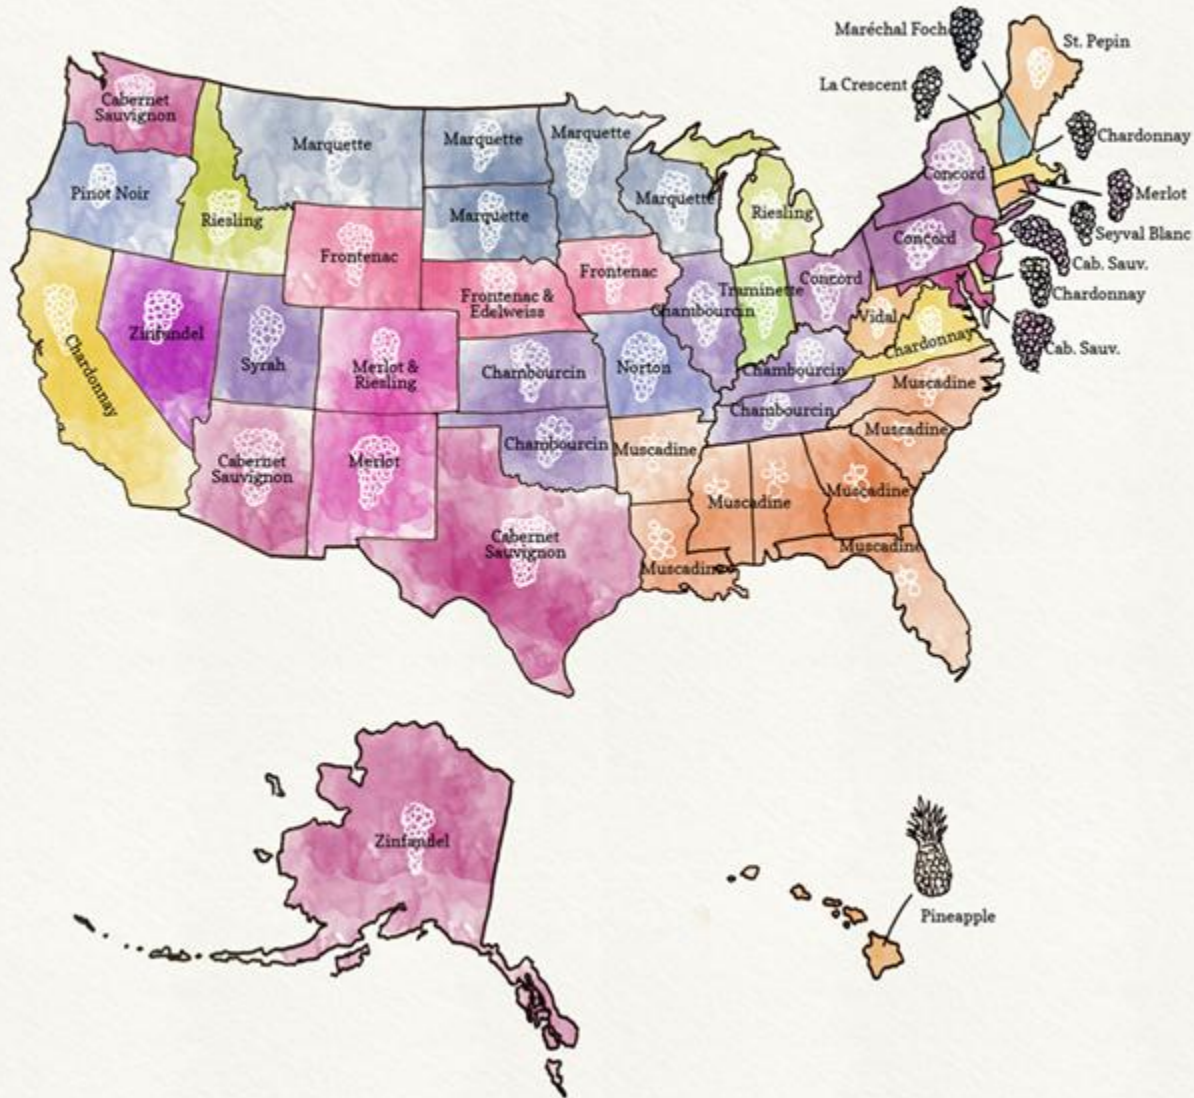 Maréchal Foch
St. Pepin
La Crescent
Cabernet
Sauvignon
Marquette
Marquette
Marquette
Chardonnay
Concord
Pinot Noir
Riesling
Marquette
Marquette
Riesling
Merlot
Seyval Blanc
Frontenac
Frontenac
Concord
Cab. Sauv.
Frontenac &
Edelweiss
Traminette
Concord
Chardonnay
Zinfandel
Chambourcin
Vidal
Chardonnay
Cab. Sauv.
Chardonnay
Syrah
Merlot &
Riesling
Chambourcin
Norton
Chambourcin
Muscadine
Chambourcin
Muscadine
Cabernet
Sauvignon
Merlot
Chambourcin
Muscadine
Muscadine
Muscadine
Cabernet
Sauvignon
Muscadine
Muscadine
Zinfandel
Pineapple